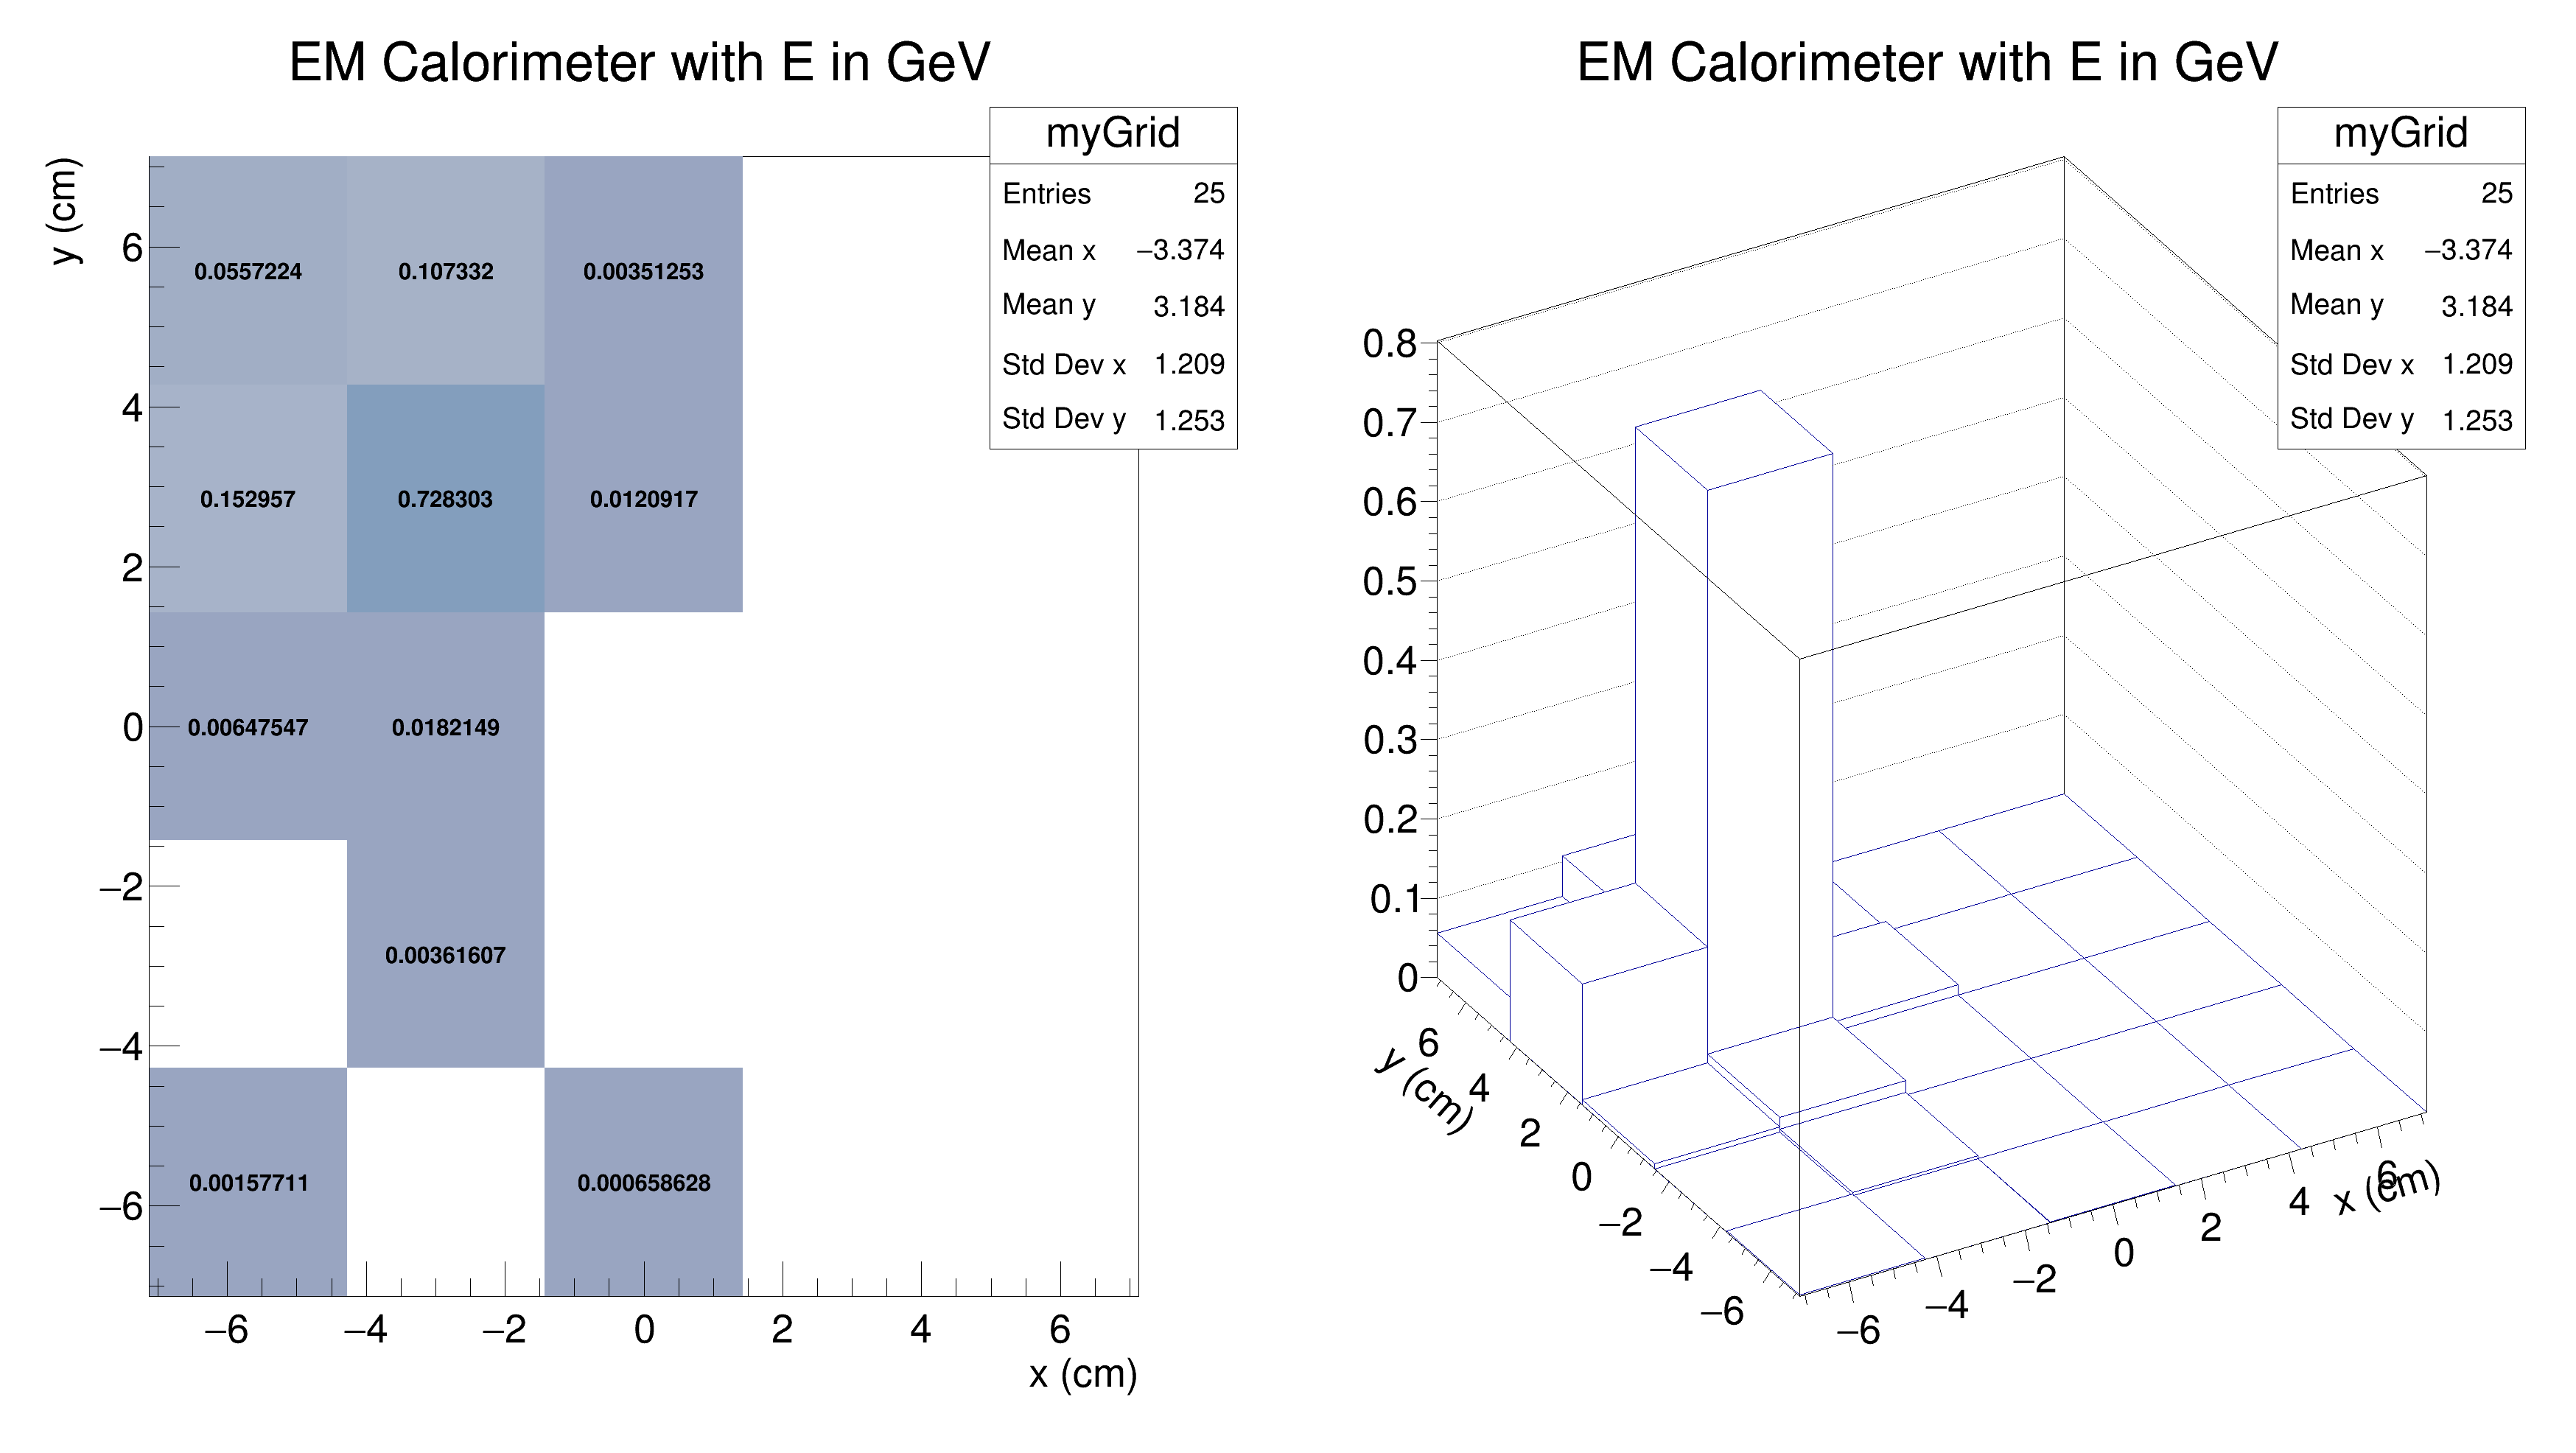 EM Calorimeter with E in GeV
myGrid
Entries 25
Mean x −3.374
Mean y 3.184
Std Dev x 1.209
Std Dev y 1.253
y (cm)
6
4
2
0
−2
−4
−6
0.0557224 0.107332 0.00351253
0.152957 0.728303 0.0120917
0.00647547 0.0182149
0.00361607
0.00157711 0.000658628
−6 −4 −2 0 2 4 6
x (cm)
EM Calorimeter with E in GeV
myGrid
Entries 25
Mean x −3.374
Mean y 3.184
Std Dev x 1.209
Std Dev y 1.253
0.8
0.7
0.6
0.5
0.4
0.3
0.2
0.1
0
6
4
2
0
−2
−4
−6
y (cm)
−6 −4 −2 0 2 4 6
x (cm)